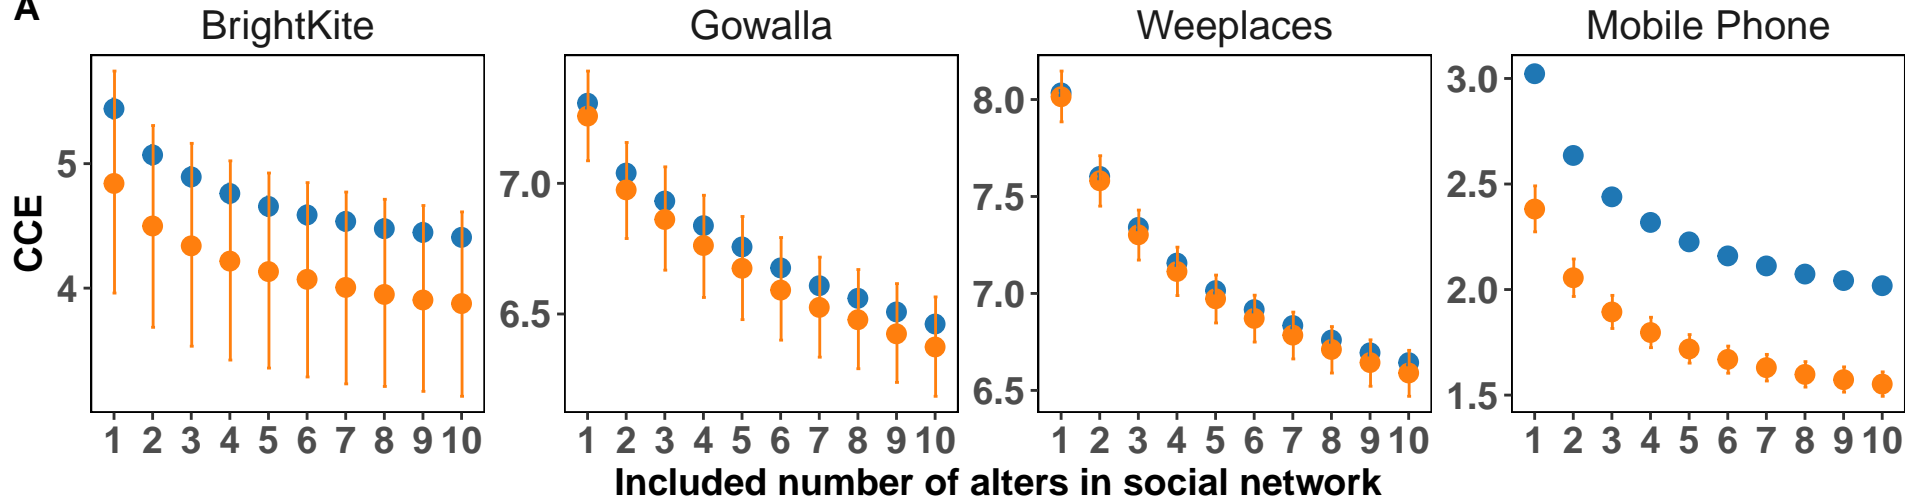 A
BrightKite Gowalla Weeplaces Mobile Phone
CCE
5
4
7.0
6.5
8.0
7.5
7.0
6.5
3.0
2.5
2.0
1.5
1 2 3 4 5 6 7 8 9 10 1 2 3 4 5 6 7 8 9 10 1 2 3 4 5 6 7 8 9 10 1 2 3 4 5 6 7 8 9 10
Included number of alters in social network